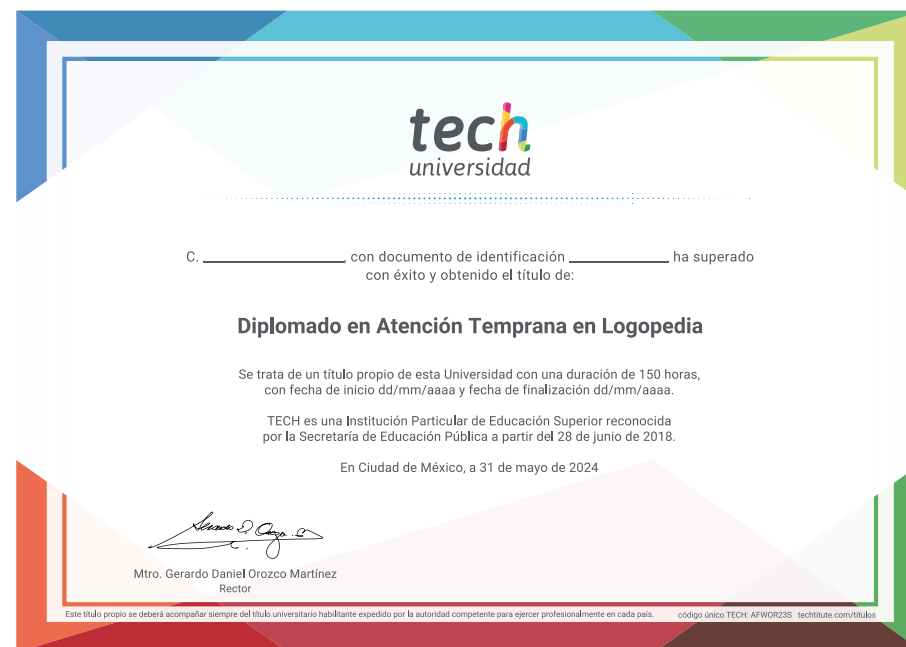 tech
universidad
C. ____________, con documento de identificación ____________ ha superado
con éxito y obtenido el título de:
Diplomado en Atención Temprana en Logopedia
Se trata de un título propio de esta Universidad con una duración de 150 horas,
con fecha de inicio dd/mm/aaaa y fecha de finalización dd/mm/aaaa.
TECH es una Institución Particular de Educación Superior reconocida
por la Secretaría de Educación Pública a partir del 28 de junio de 2018.
En Ciudad de México, a 31 de mayo de 2024
Mtro. Gerardo Daniel Orozco Martínez
Rector
Este título propio se deberá acompañar siempre del título universitario habilitante expedido por la autoridad competente para ejercer profesionalmente en cada país. código único TECH: AFWOR23S techtitute.com/titulos